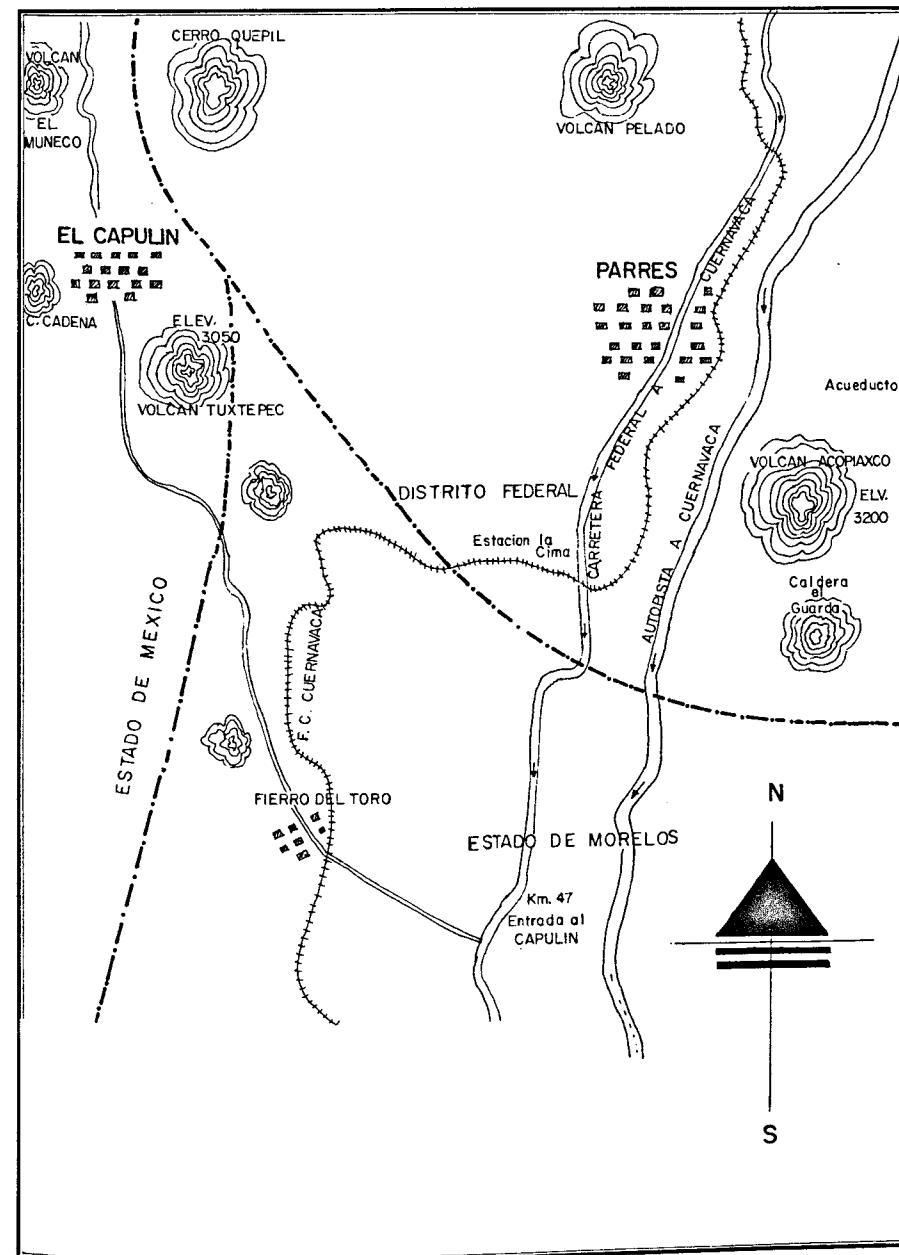 CERRO QUEPIL
VOLCAN
EL
MUNECO
VOLCAN PELADO
EL CAPULIN
C. CADENA
PARRES
ELEV.
3050
VOLCAN TUXTEPEC
CARRETERA FEDERAL A CUERNAVACA
AUTOPISTA A CUERNAVACA
Acueducto
VOLCAN ACOPIAXCO
ELV.
3200
DISTRITO FEDERAL
Estacion la
Cima
Caldera
el
Guarda
ESTADO DE MEXICO
F. C. CUERNAVACA
FIERRO DEL TORO
ESTADO DE MORELOS
Km. 47
Entrada al
CAPULIN
N
S